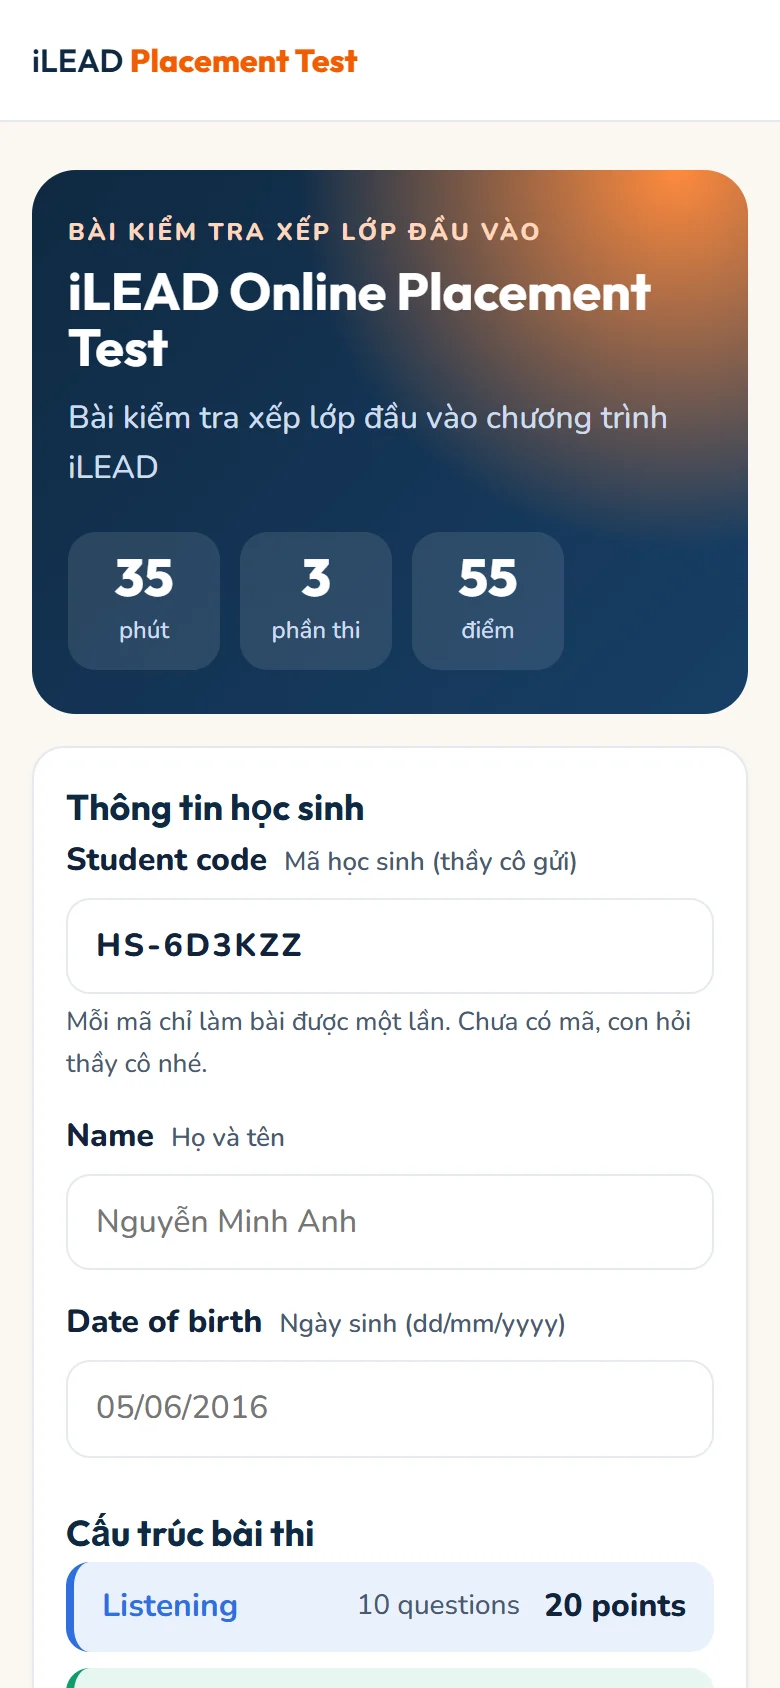 iLEAD Placement Test
BÀI KIỂM TRA XẾP LỚP ĐẦU VÀO
iLEAD Online Placement
Test
Bài kiểm tra xếp lớp đầu vào chương trình
iLEAD
35 3 55
phút phần thi điểm
Thông tin học sinh
Student code Mã học sinh (thầy cô gửi)
HS-6D3KZZ
Mỗi mã chỉ làm bài được một lần. Chưa có mã, con hỏi
thầy cô nhé.
Name Họ và tên
Nguyễn Minh Anh
Date of birth Ngày sinh (dd/mm/yyyy)
05/06/2016
Cấu trúc bài thi
Listening 10 questions 20 points